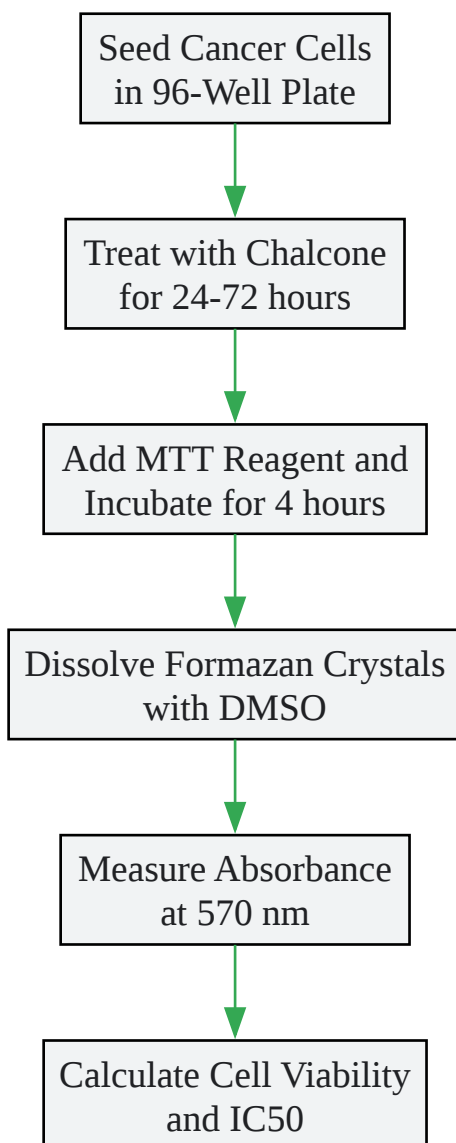 Seed Cancer Cells
in 96-Well Plate
Treat with Chalcone
for 24-72 hours
Add MTT Reagent and
Incubate for 4 hours
Dissolve Formazan Crystals
with DMSO
Measure Absorbance
at 570 nm
Calculate Cell Viability
and IC50